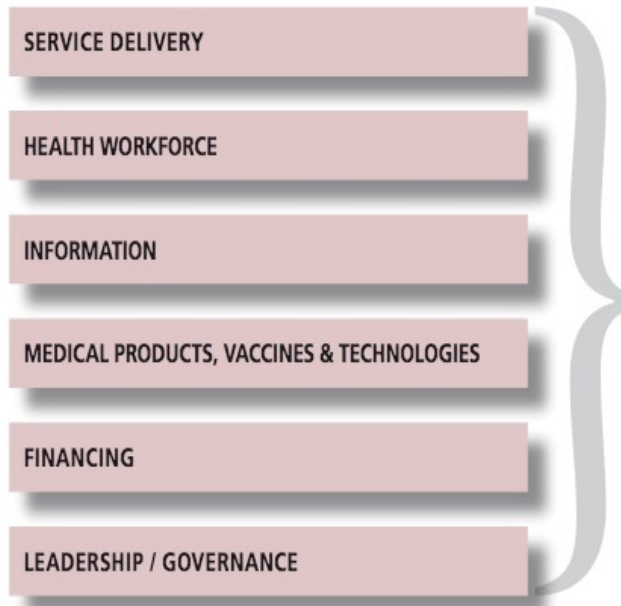 SERVICE DELIVERY
HEALTH WORKFORCE
INFORMATION
MEDICAL PRODUCTS, VACCINES & TECHNOLOGIES
FINANCING
LEADERSHIP / GOVERNANCE